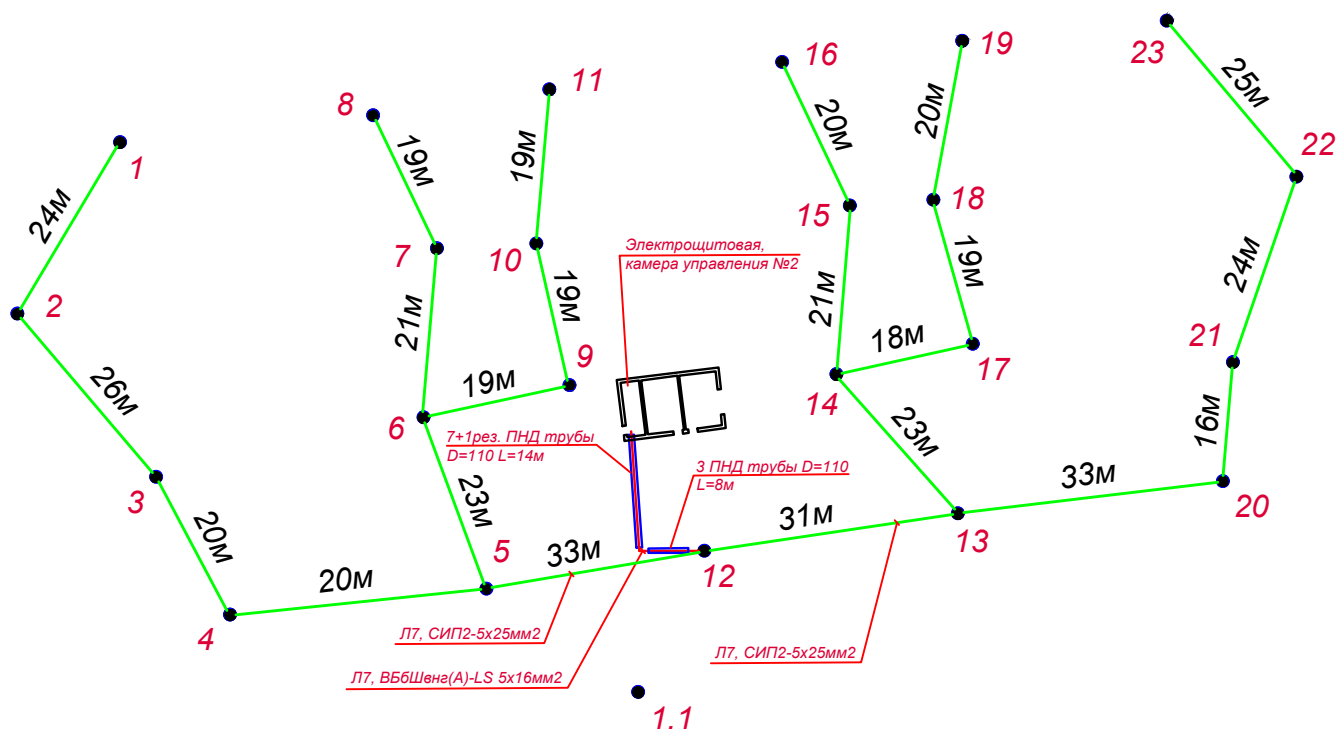 23
19
16
25м
11
8
20м
20м
22
1
19м
19м
24м
15
18
24м
7
10
Электрощитовая,
камера управления №2
19м
2
19м
21м
21м
18м
21
9
17
26м
19м
14
16м
6
23м
7+1рез. ПНД трубы
D=110 L=14м
3 ПНД трубы D=110
L=8м
33м
3
23м
31м
20
20м
13
5
33м
12
20м
4
Л7, СИП2-5х25мм2
Л7, СИП2-5х25мм2
Л7, ВБбШвнг(А)-LS 5х16мм2
1.1